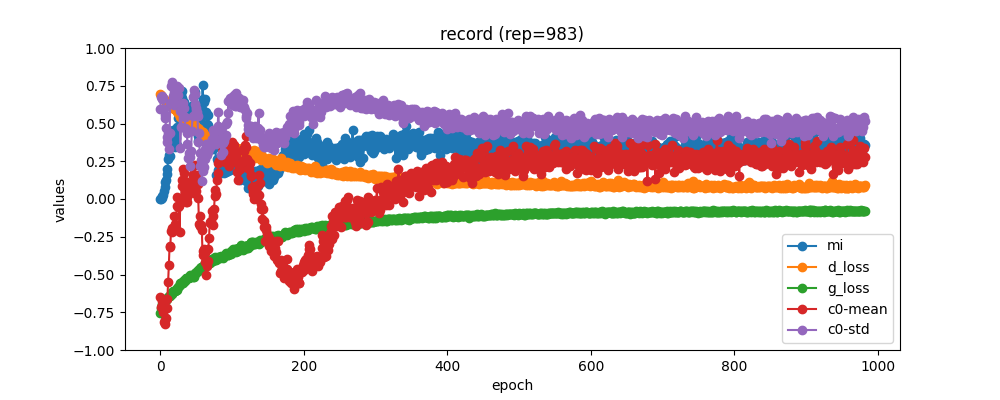 record (rep=983)
1.00
0.75
0.50
0.25
0.00
−0.25
−0.50
−0.75
−1.00
values
0 200 400 600 800 1000
epoch
mi
d_loss
g_loss
c0-mean
c0-std